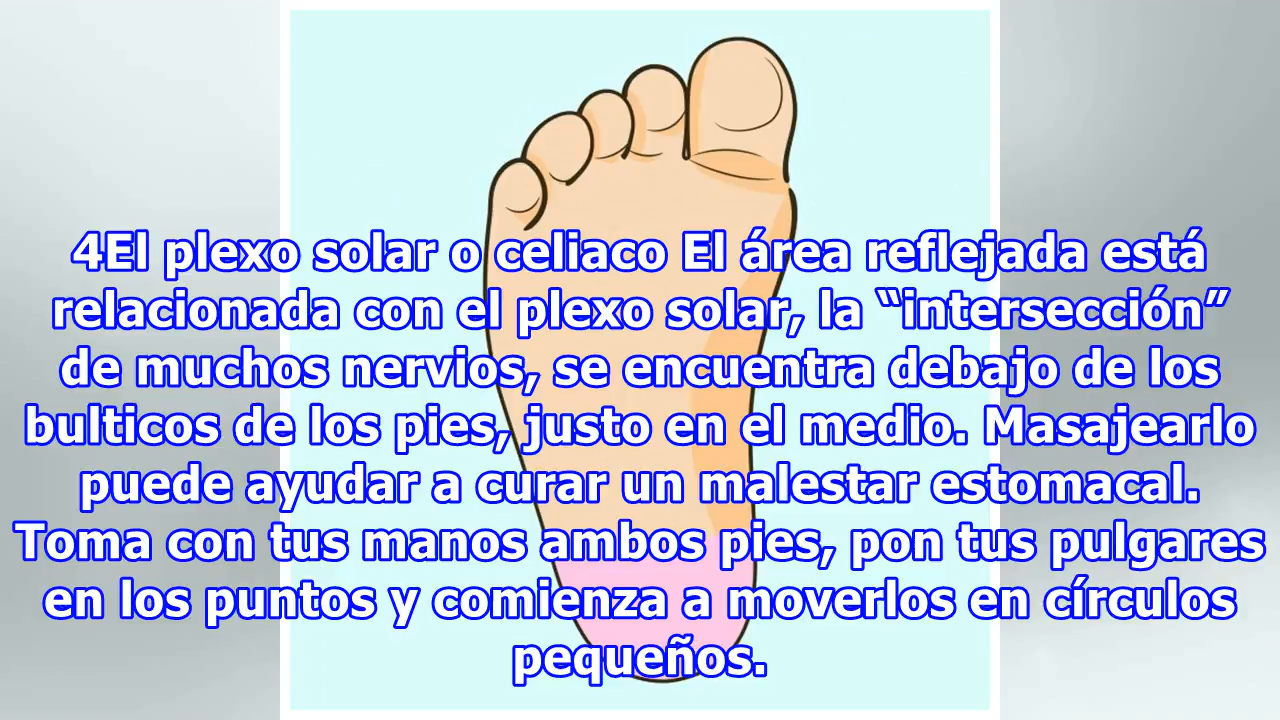 4El plexo solar o celiaco El área reflejada está
relacionada con el plexo solar, la “intersección”
de muchos nervios, se encuentra debajo de los
bulticos de los pies, justo en el medio. Masajearlo
puede ayudar a curar un malestar estomacal.
Toma con tus manos ambos pies, pon tus pulgares
en los puntos y comienza a moverlos en círculos
pequeños.